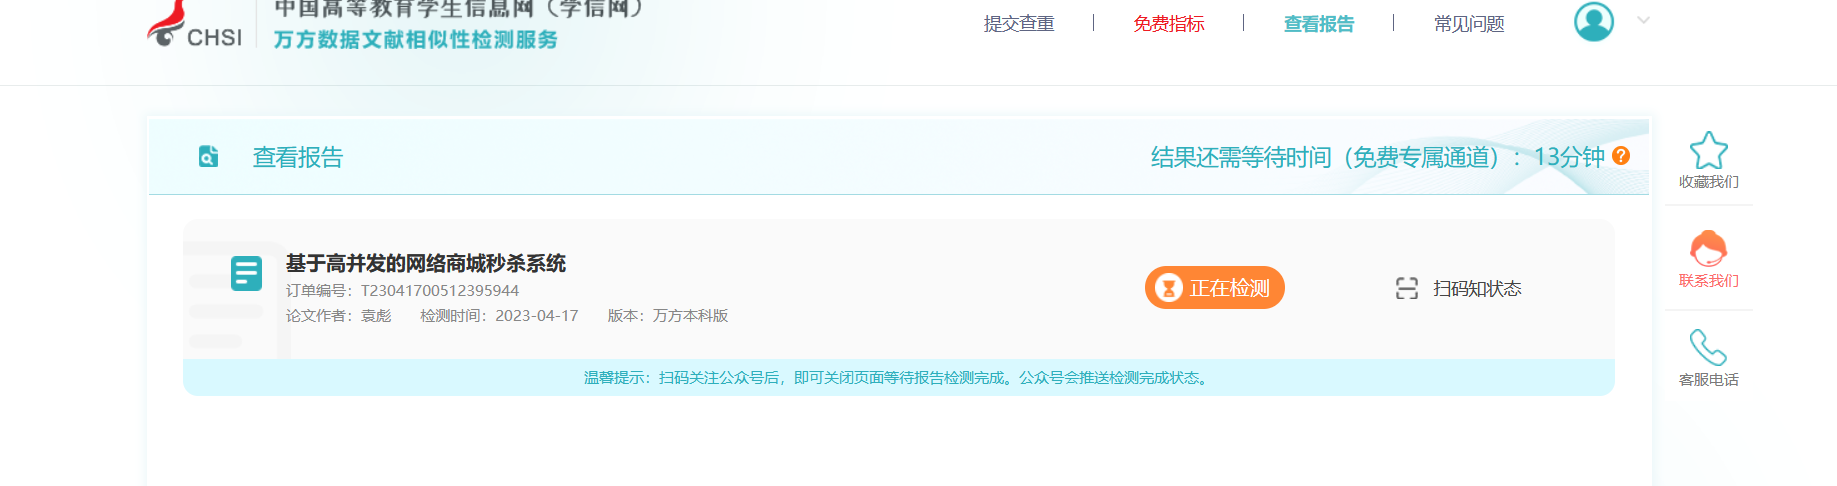 中国高等教育学生信息网（学信网）
CHSI
万方数据文献相似性检测服务
提交查重
免费指标
查看报告
常见问题
查看报告
结果还需等待时间（免费专属通道）：13分钟
?
收藏我们
联系我们
客服电话
基于高并发的网络商城秒杀系统
订单编号：T23041700512395944
论文作者：袁彪 检测时间：2023-04-17 版本：万方本科版
正在检测
扫码知状态
温馨提示：扫码关注公众号后，即可关闭页面等待报告检测完成。公众号会推送检测完成状态。